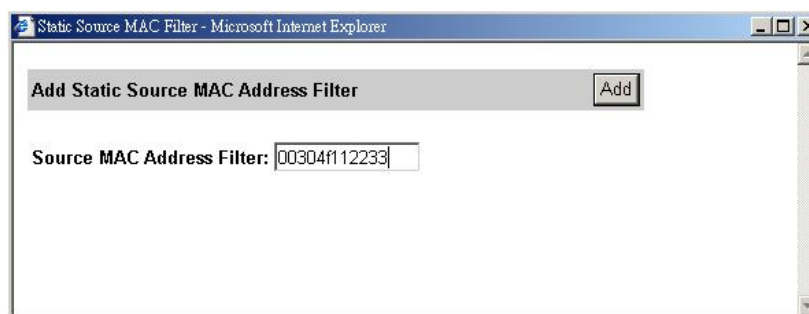 Static Source MAC Filter - Microsoft Internet Explorer
Add Static Source MAC Address Filter Add
Source MAC Address Filter: 00304f112233